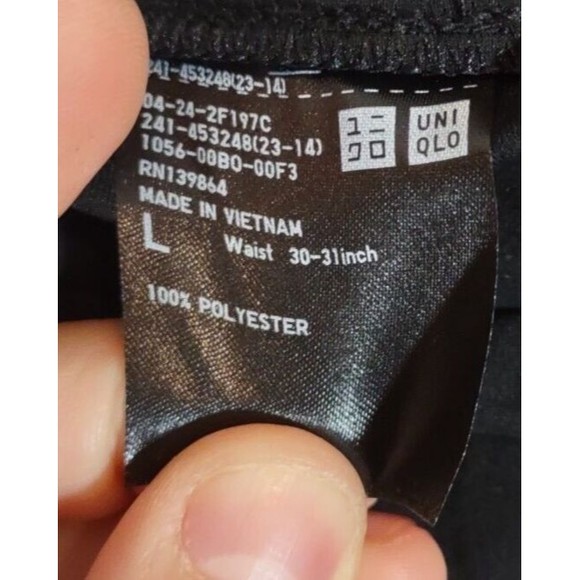 241-453248(23-14)
04-24-2F197C
241-453248(23-14)
1056-00B0-00F3
RN139864
MADE IN VIETNAM
L Waist 30-31inch
100% POLYESTER
ユニ
クロ
UNI
QLO